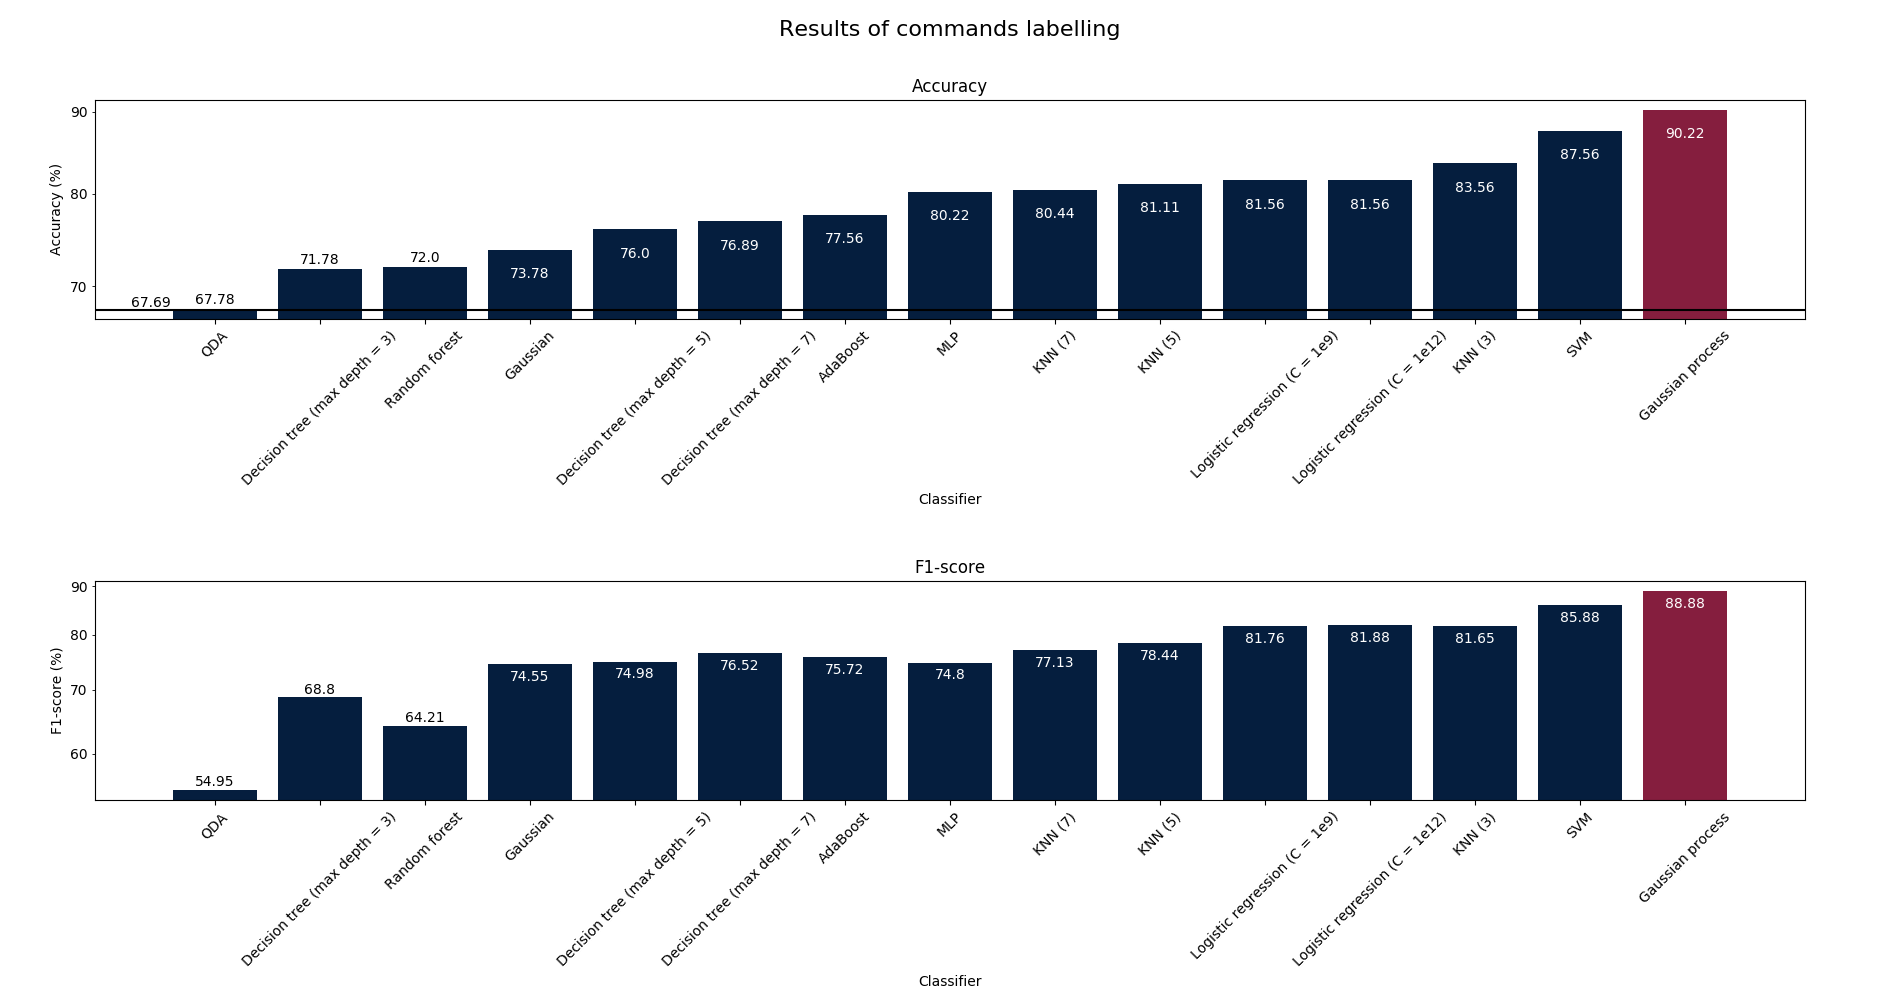 Results of commands labelling
Accuracy
Accuracy (%)
90
80
70
67.69
67.78
71.78
72.0
73.78
76.0
76.89
77.56
80.22
80.44
81.11
81.56
81.56
83.56
87.56
90.22
QDA
Decision tree (max depth = 3)
Random forest
Gaussian
Decision tree (max depth = 5)
Decision tree (max depth = 7)
AdaBoost
MLP
KNN (7)
KNN (5)
Logistic regression (C = 1e9)
Logistic regression (C = 1e12)
KNN (3)
SVM
Gaussian process
Classifier
F1-score
F1-score (%)
90
80
70
60
54.95
68.8
64.21
74.55
74.98
76.52
75.72
74.8
77.13
78.44
81.76
81.88
81.65
85.88
88.88
QDA
Decision tree (max depth = 3)
Random forest
Gaussian
Decision tree (max depth = 5)
Decision tree (max depth = 7)
AdaBoost
MLP
KNN (7)
KNN (5)
Logistic regression (C = 1e9)
Logistic regression (C = 1e12)
KNN (3)
SVM
Gaussian process
Classifier